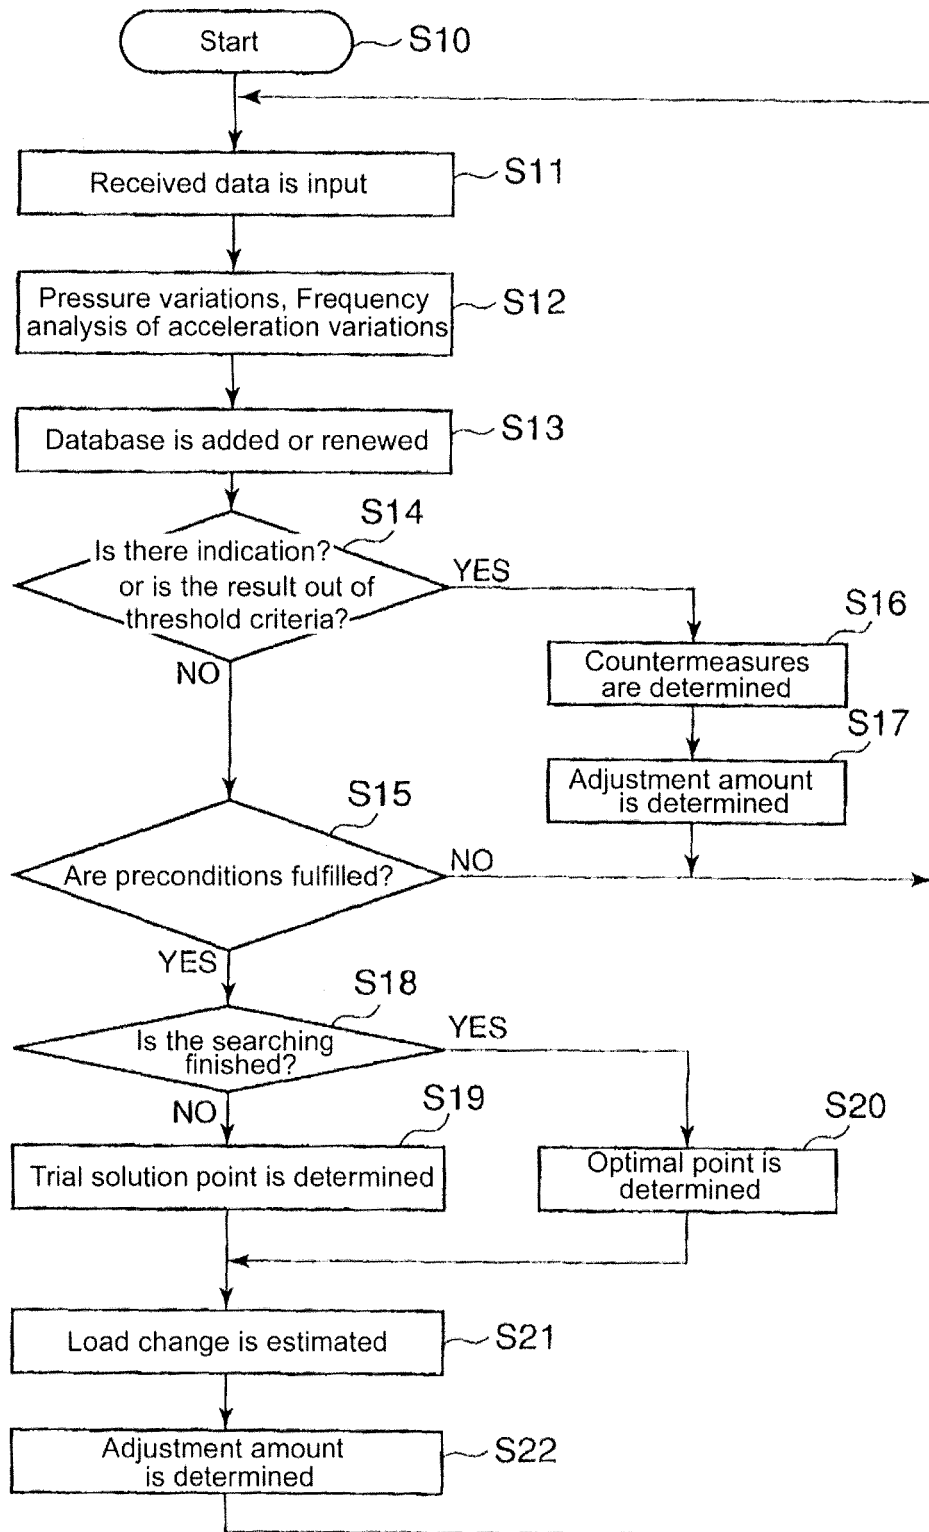 Start
S10
Received data is input
S11
Pressure variations, Frequency
analysis of acceleration variations
S12
Database is added or renewed
S13
S14
Is there indication?
or is the result out of
threshold criteria?
YES
NO
S16
Countermeasures
are determined
S17
Adjustment amount
is determined
S15
Are preconditions fulfilled?
NO
YES
S18
Is the searching
finished?
YES
NO
S19
Trial solution point is determined
S20
Optimal point is
determined
Load change is estimated
S21
Adjustment amount
is determined
S22